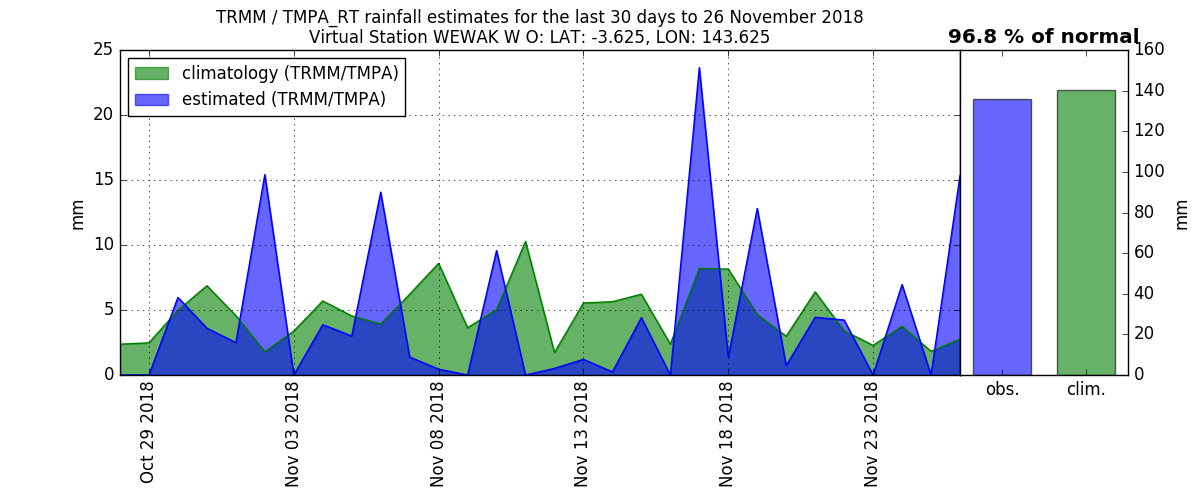 TRMM / TMPA_RT rainfall estimates for the last 30 days to 26 November 2018
Virtual Station WEWAK W O: LAT: -3.625, LON: 143.625
96.8 % of normal
climatology (TRMM/TMPA)
estimated (TRMM/TMPA)
25
20
15
10
5
0
mm
Oct 29 2018
Nov 03 2018
Nov 08 2018
Nov 13 2018
Nov 18 2018
Nov 23 2018
obs.
clim.
160
140
120
100
80
60
40
20
0
mm